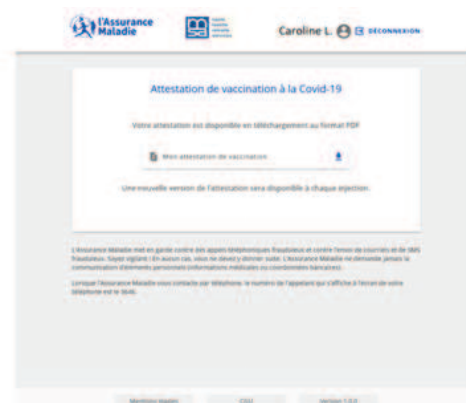 l'Assurance
Maladie
Caroline L.
DÉCONNEXION
Attestation de vaccination à la Covid-19
Votre attestation est disponible en téléchargement au format PDF
Mon attestation de vaccination
Une nouvelle version de l'attestation sera disponible à chaque injection.
L'Assurance Maladie met en garde contre des appels téléphoniques frauduleux et contre l'envoi de courriels et de SMS
frauduleux. Soyez vigilant ! En aucun cas, vous ne devez y donner suite. L'Assurance Maladie ne demande jamais la
communication d'éléments personnels (informations médicales ou coordonnées bancaires).
Lorsque l'Assurance Maladie vous contacte par téléphone, le numéro de l'appelant qui s'affiche à l'écran de votre
téléphone est le 3646.
Mentions légales
CGU
Version 1.0.0